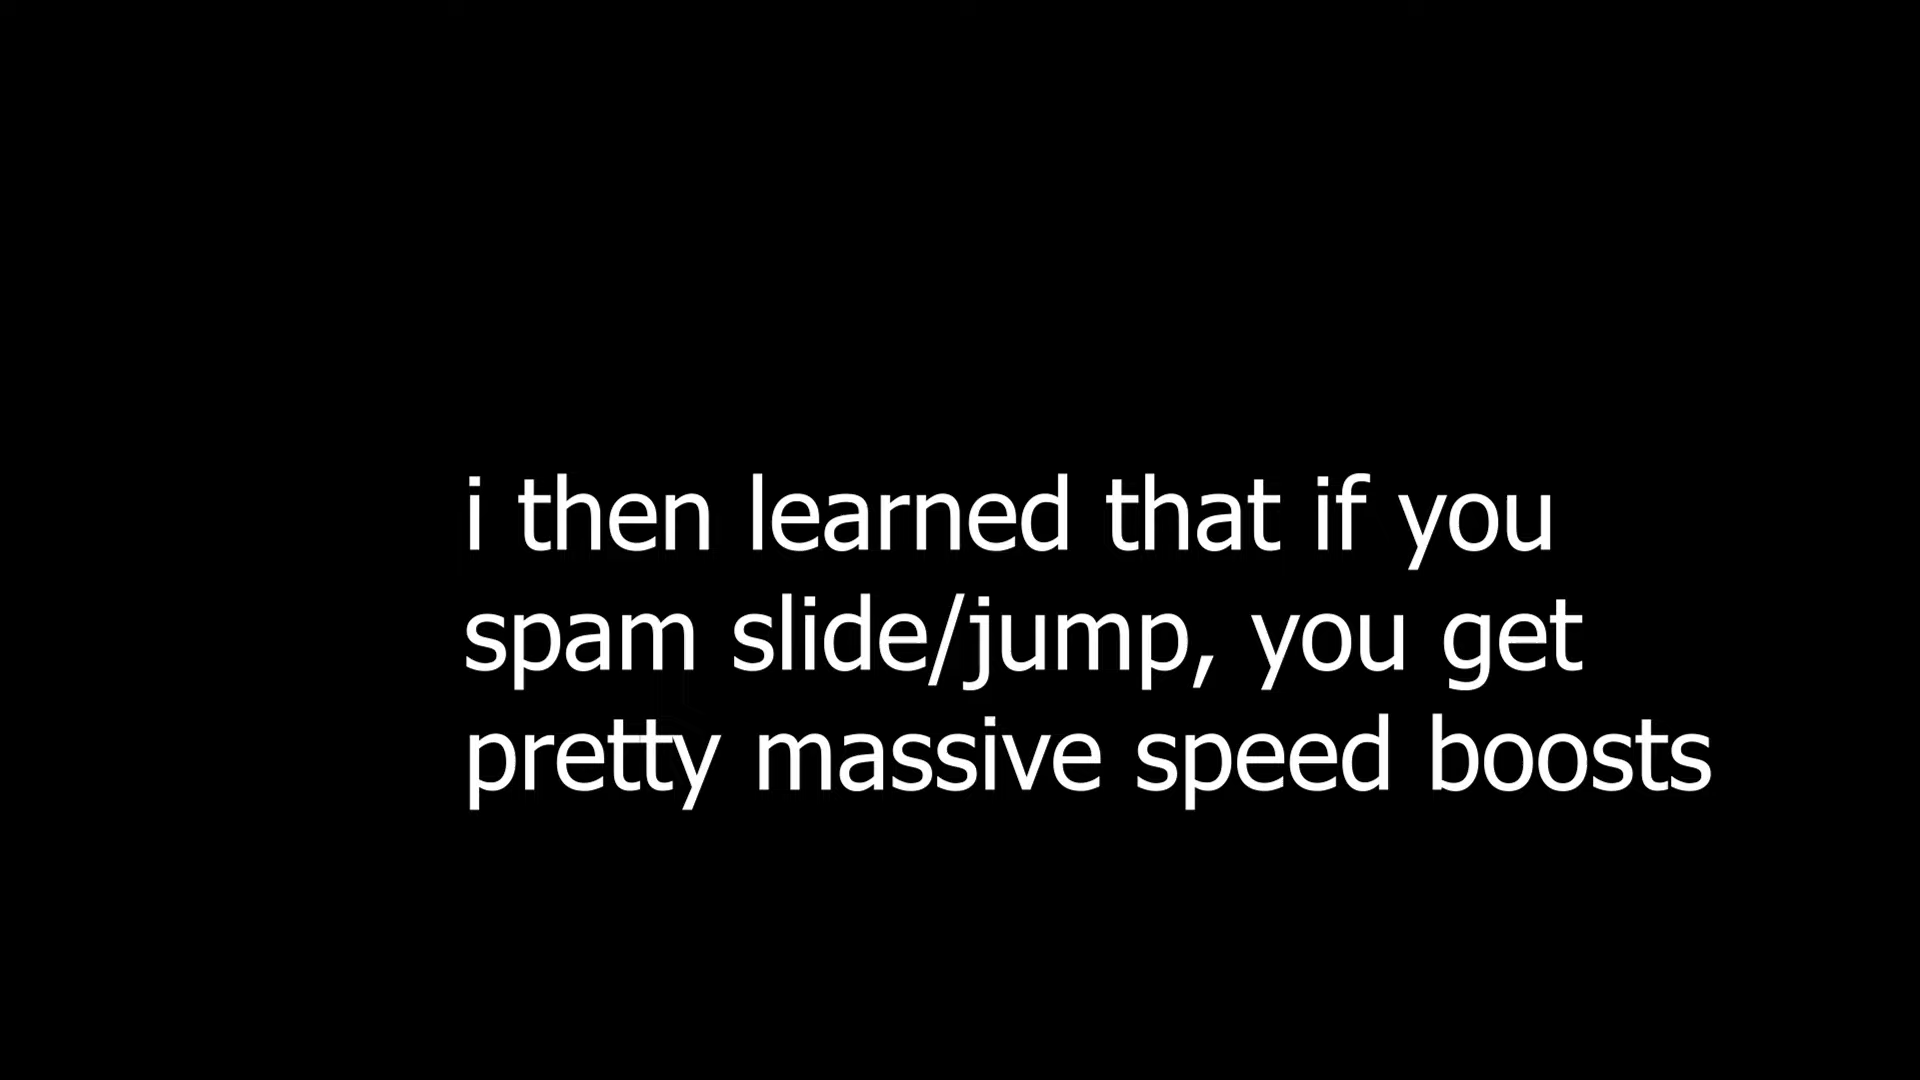 i then learned that if you
spam slide/jump, you get
pretty massive speed boosts